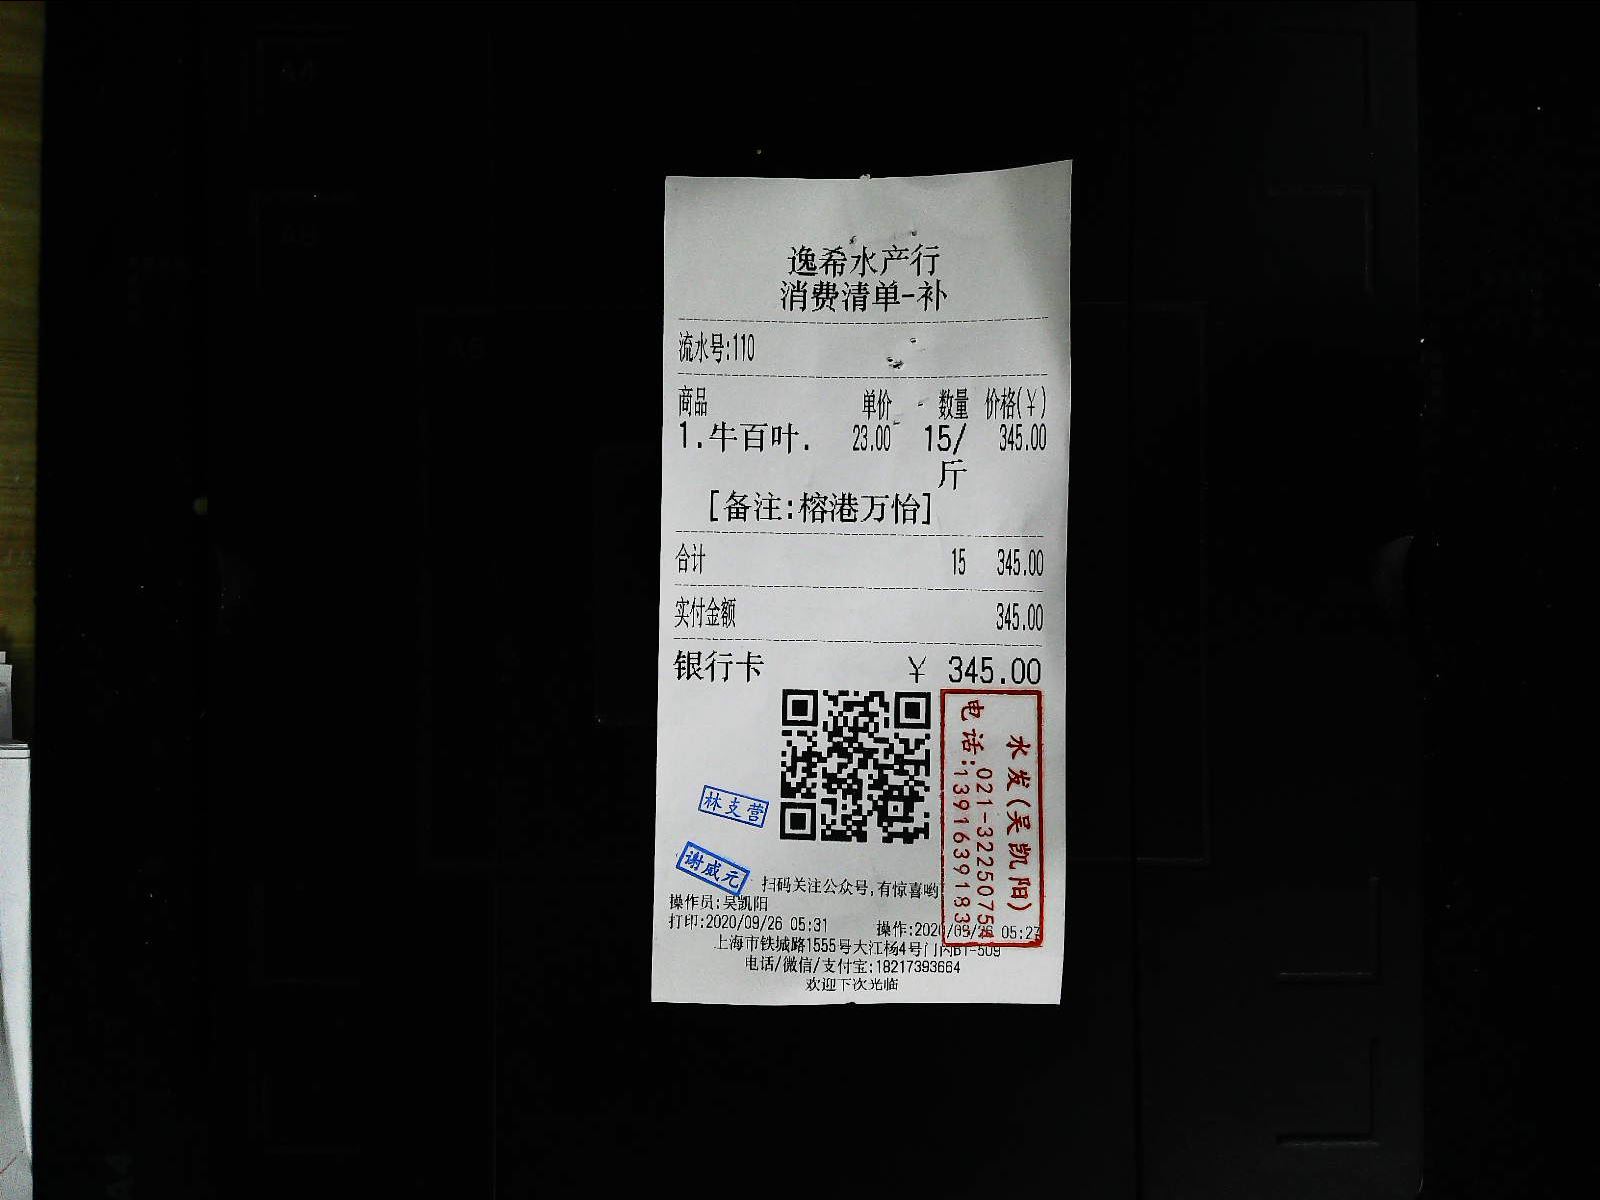 逸希水产行
消费清单-补
流水号:110
商品 单价 数量 价格(¥)
1.牛百叶. 23.00 15/斤 345.00
[备注:榕港万怡]
合计 15 345.00
实付金额 345.00
银行卡 ¥ 345.00
水发(吴凯阳)
电话:021-32250754
13916391983
林支营
谢威元
扫码关注公众号,有惊喜哟
操作员:吴凯阳
打印:2020/09/26 05:31 操作:2020/09/26 05:27
上海市铁城路1555号大江杨4号门内B1-509
电话/微信/支付宝:18217393664
欢迎下次光临